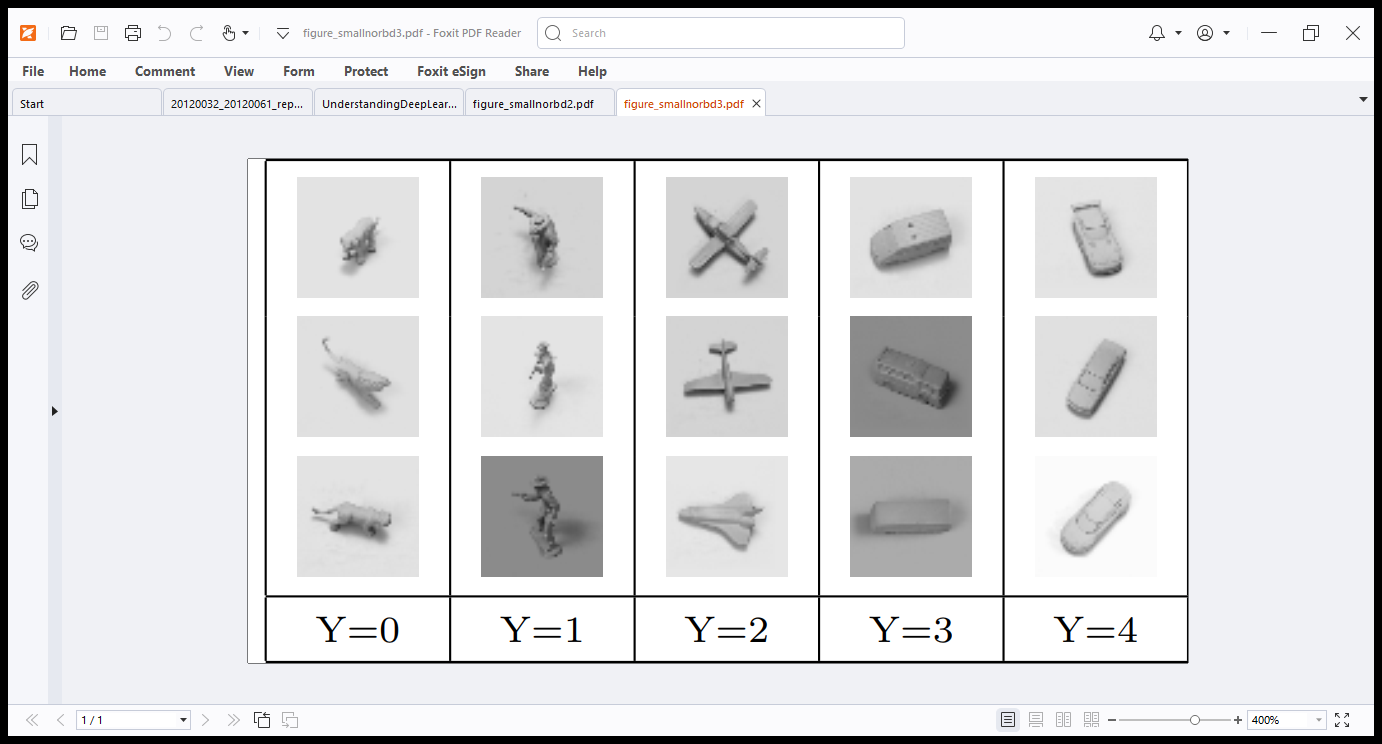 figure_smallnorbd3.pdf - Foxit PDF Reader
Search
File Home Comment View Form Protect Foxit eSign Share Help
Start 20120032_20120061_rep... UnderstandingDeepLear... figure_smallnorbd2.pdf figure_smallnorbd3.pdf
Y=0 Y=1 Y=2 Y=3 Y=4
1 / 1 400%